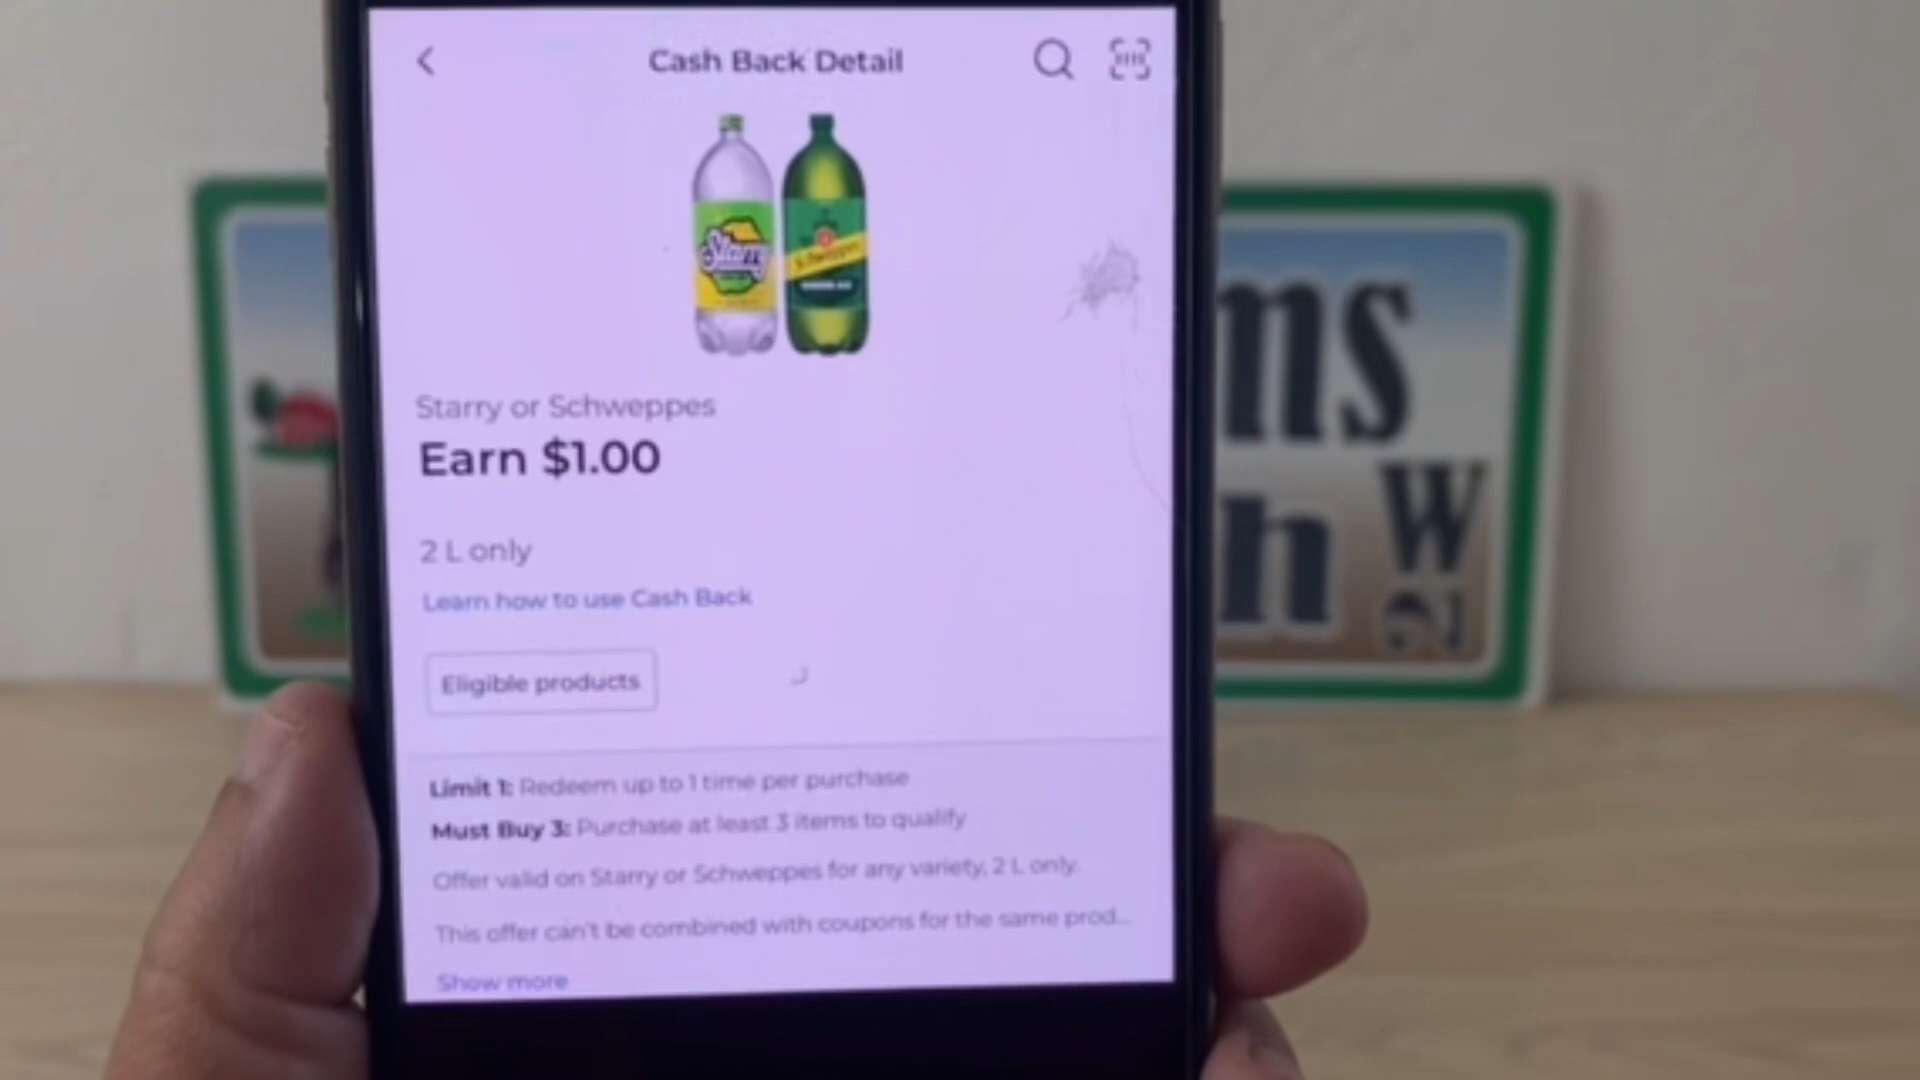 Cash Back Detail
Starry
Schweppes
Starry or Schweppes
Earn $1.00
2 L only
Learn how to use Cash Back
Eligible products
Limit 1: Redeem up to 1 time per purchase
Must Buy 3: Purchase at least 3 items to qualify
Offer valid on Starry or Schweppes for any variety, 2 L only.
This offer can't be combined with coupons for the same prod...
Show more
ms
h
W